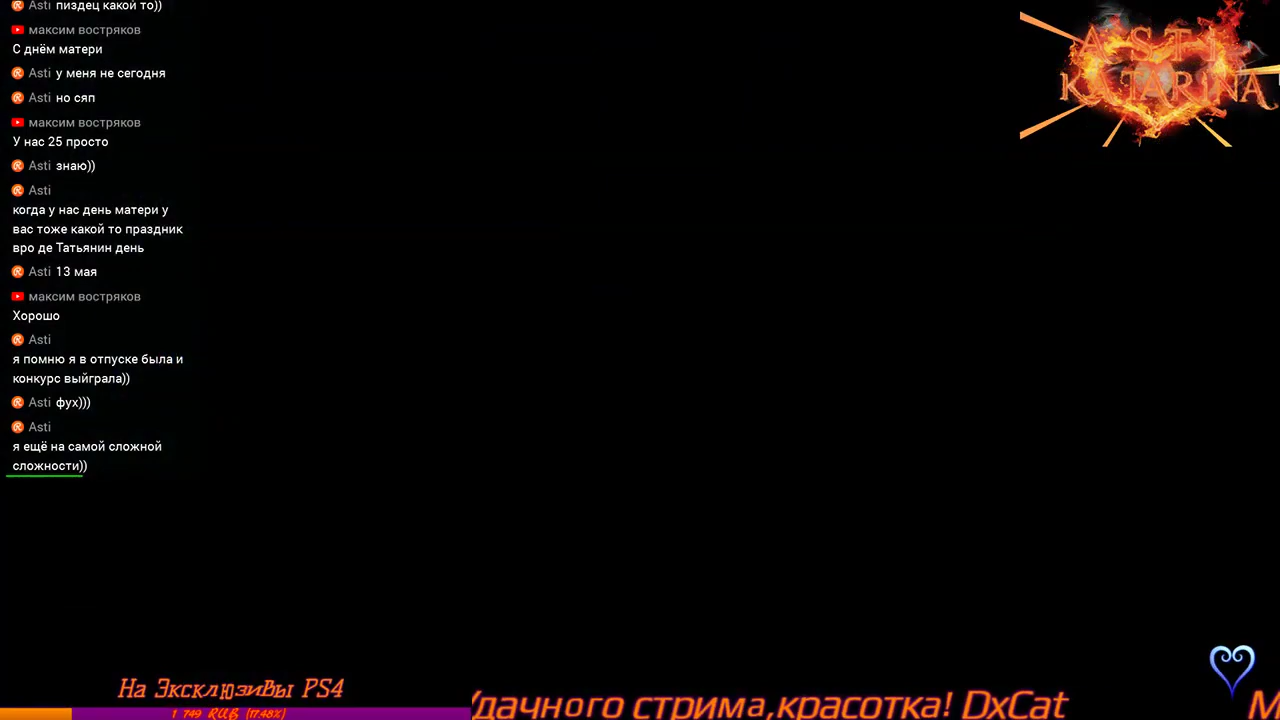 Asti пиздец какой то))
максим востряков
С днём матери
Asti у меня не сегодня
Asti но сяп
максим востряков
У нас 25 просто
Asti знаю))
Asti
когда у нас день матери у
вас тоже какой то праздник
вро де Татьянин день
Asti 13 мая
максим востряков
Хорошо
Asti
я помню я в отпуске была и
конкурс выйграла))
Asti фух)))
Asti
я ещё на самой сложной
сложности))
ASTI
KATARINA
На Эксклюзивы PS4
1 749 RUB (17.48%)
Удачного стрима,красотка! DxCat